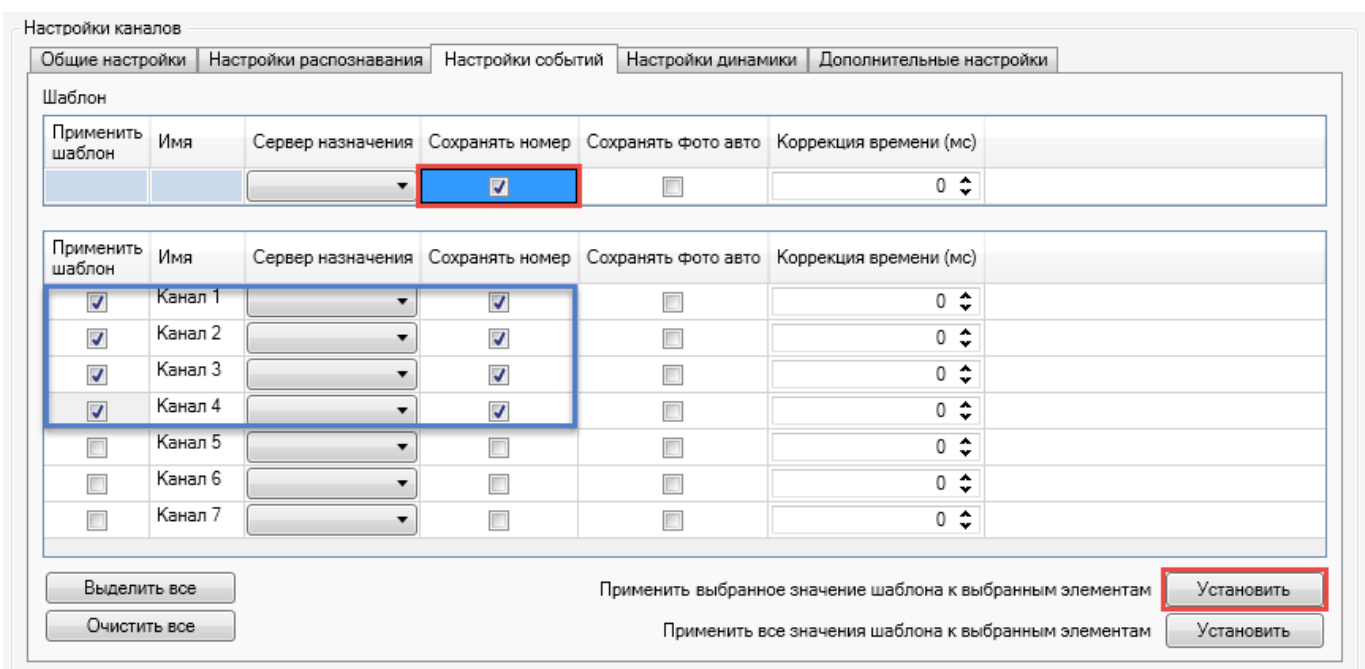 Настройки каналов
Общие настройки Настройки распознавания Настройки событий Настройки динамики Дополнительные настройки
Шаблон
Применить шаблон Имя Сервер назначения Сохранять номер Сохранять фото авто Коррекция времени (мс)
0
Применить шаблон Имя Сервер назначения Сохранять номер Сохранять фото авто Коррекция времени (мс)
Канал 1 0
Канал 2 0
Канал 3 0
Канал 4 0
Канал 5 0
Канал 6 0
Канал 7 0
Выделить все Применить выбранное значение шаблона к выбранным элементам Установить
Очистить все Применить все значения шаблона к выбранным элементам Установить